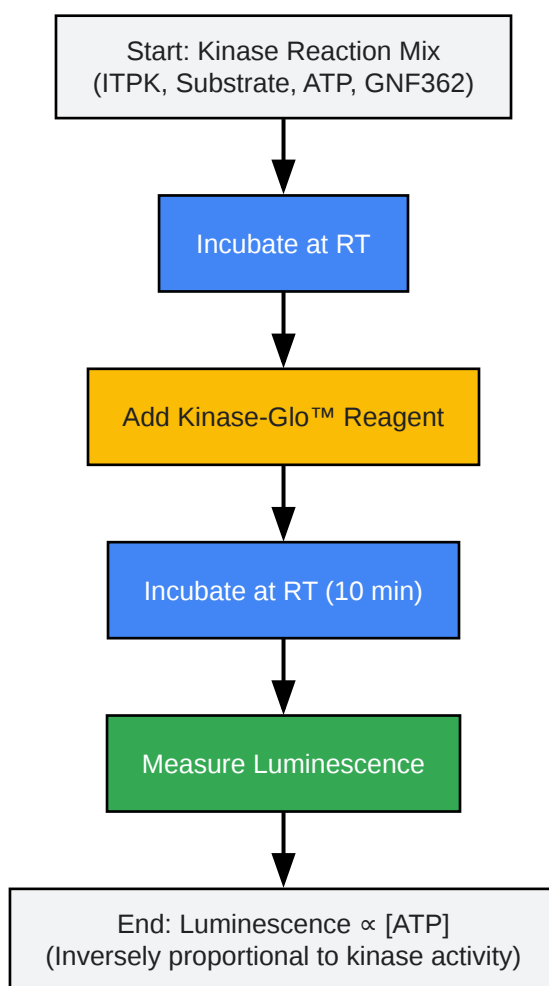 Start: Kinase Reaction Mix
(ITPK, Substrate, ATP, GNF362)
Incubate at RT
Add Kinase-Glo™ Reagent
Incubate at RT (10 min)
Measure Luminescence
End: Luminescence ∝ [ATP]
(Inversely proportional to kinase activity)